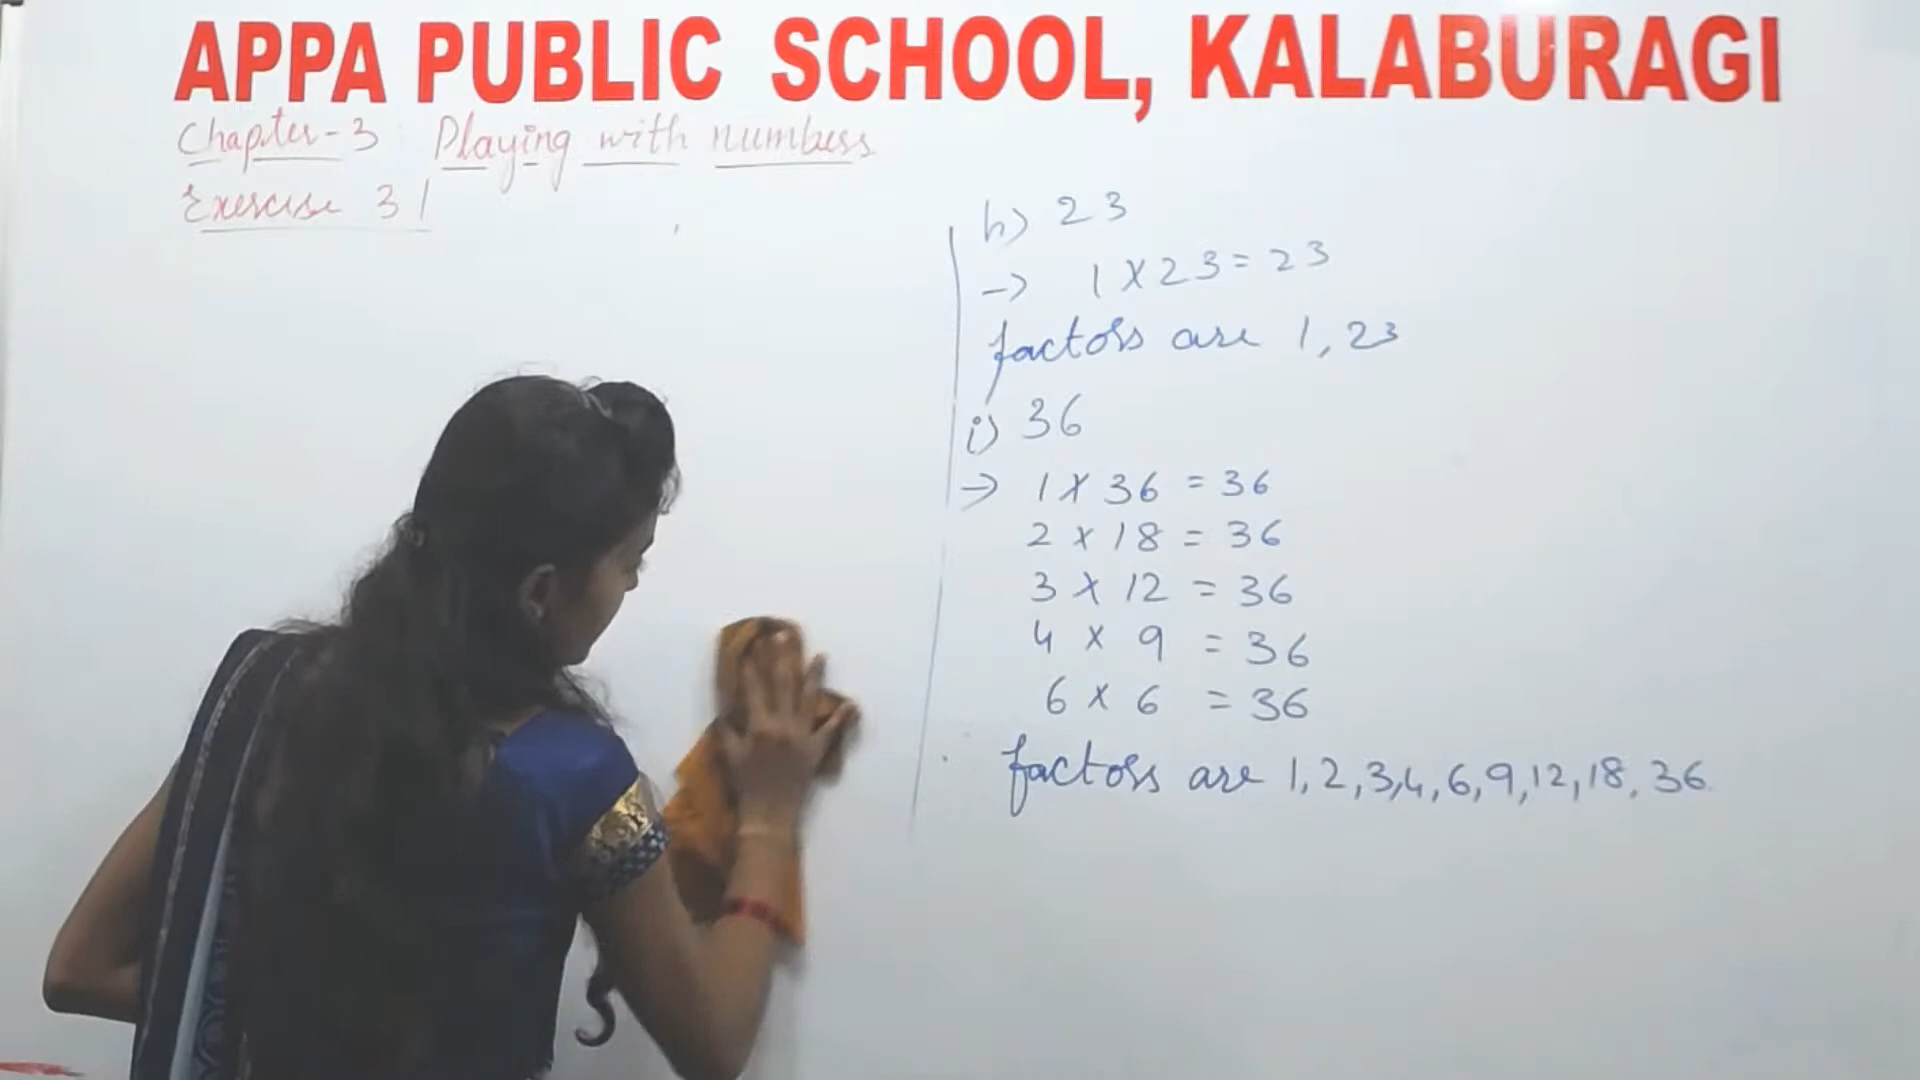 APPA PUBLIC SCHOOL, KALABURAGI
Chapter-3 Playing with numbers
Exercise 3.1
h) 23
→ 1 X 23 = 23
factors are 1, 23
i) 36
→ 1 X 36 = 36
2 x 18 = 36
3 x 12 = 36
4 x 9 = 36
6 x 6 = 36
factors are 1, 2, 3, 4, 6, 9, 12, 18, 36